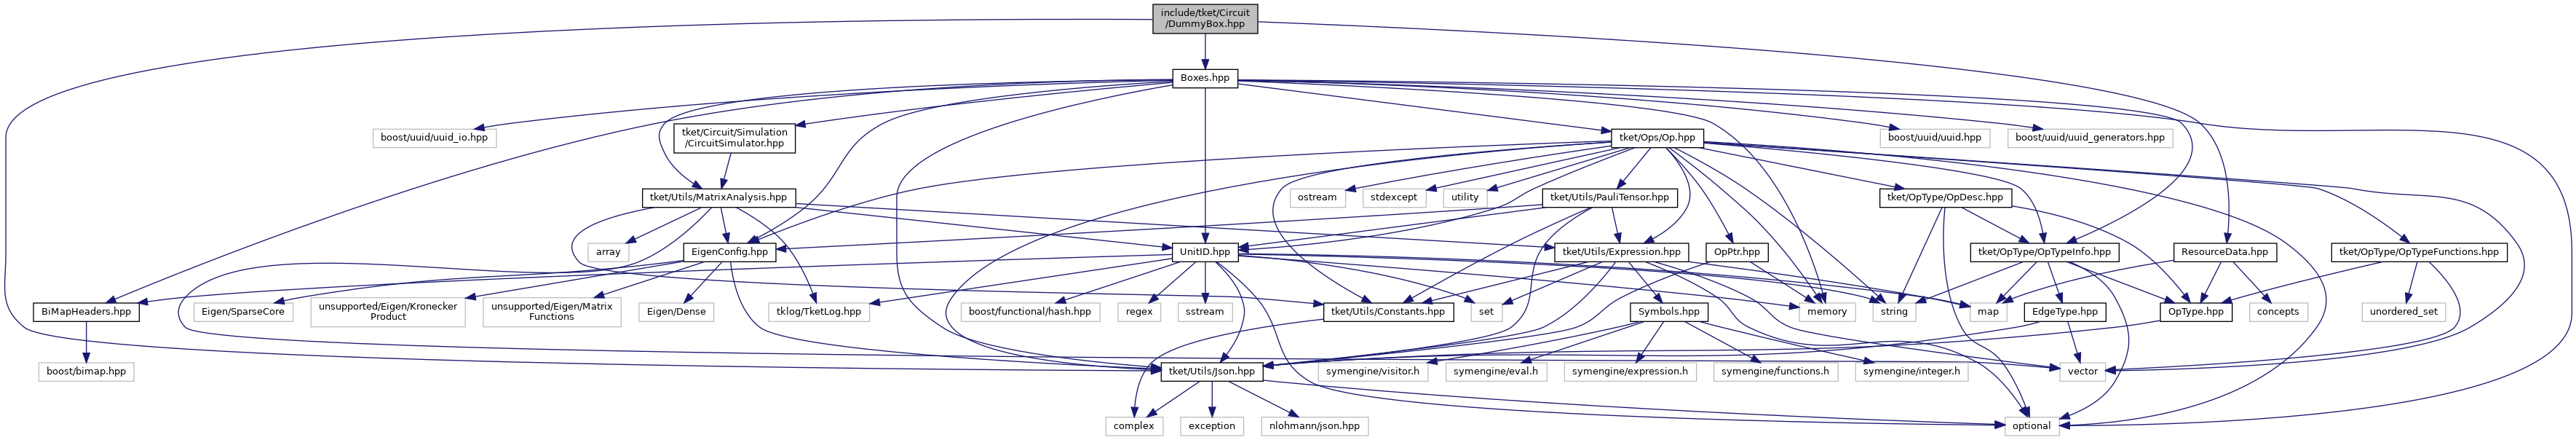 include/tket/Circuit
/DummyBox.hpp
Boxes.hpp
boost/uuid/uuid_io.hpp
tket/Circuit/Simulation
/CircuitSimulator.hpp
tket/Ops/Op.hpp
boost/uuid/uuid.hpp
boost/uuid/uuid_generators.hpp
tket/Utils/MatrixAnalysis.hpp
ostream
stdexcept
utility
tket/Utils/PauliTensor.hpp
tket/OpType/OpDesc.hpp
array
EigenConfig.hpp
UnitID.hpp
tket/Utils/Expression.hpp
OpPtr.hpp
tket/OpType/OpTypeInfo.hpp
ResourceData.hpp
tket/OpType/OpTypeFunctions.hpp
BiMapHeaders.hpp
Eigen/SparseCore
unsupported/Eigen/Kronecker
Product
unsupported/Eigen/Matrix
Functions
Eigen/Dense
tklog/TketLog.hpp
boost/functional/hash.hpp
regex
sstream
set
tket/Utils/Constants.hpp
Symbols.hpp
memory
string
map
EdgeType.hpp
OpType.hpp
concepts
unordered_set
boost/bimap.hpp
tket/Utils/Json.hpp
symengine/visitor.h
symengine/eval.h
symengine/expression.h
symengine/functions.h
symengine/integer.h
vector
complex
exception
nlohmann/json.hpp
optional